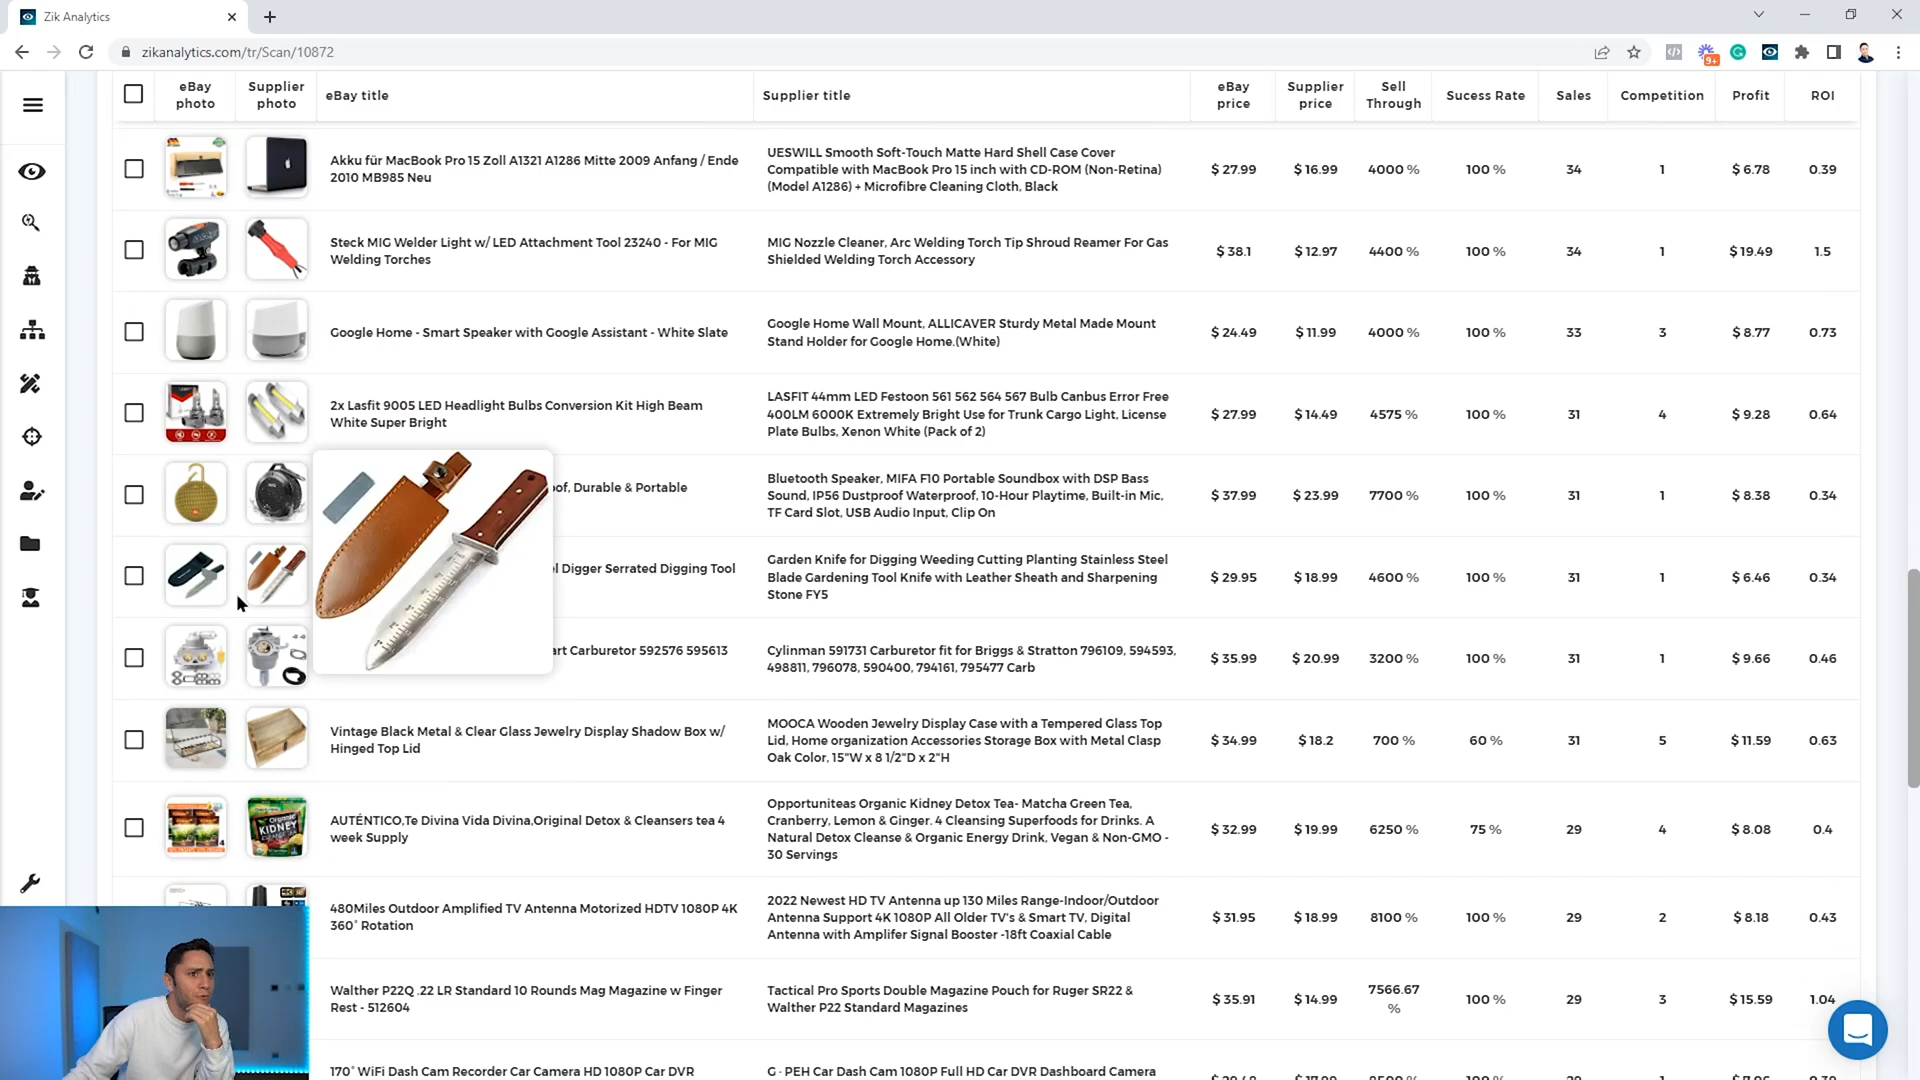 Zik Analytics
zikanalytics.com/tr/Scan/10872
9+
eBay photo
Supplier photo
eBay title
Supplier title
eBay price
Supplier price
Sell Through
Sucess Rate
Sales
Competition
Profit
ROI
Akku für MacBook Pro 15 Zoll A1321 A1286 Mitte 2009 Anfang / Ende
2010 MB985 Neu
UESWILL Smooth Soft-Touch Matte Hard Shell Case Cover
Compatible with MacBook Pro 15 inch with CD-ROM (Non-Retina)
(Model A1286) + Microfibre Cleaning Cloth, Black
$ 27.99
$ 16.99
4000 %
100 %
34
1
$ 6.78
0.39
Steck MIG Welder Light w/ LED Attachment Tool 23240 - For MIG
Welding Torches
MIG Nozzle Cleaner, Arc Welding Torch Tip Shroud Reamer For Gas
Shielded Welding Torch Accessory
$ 38.1
$ 12.97
4400 %
100 %
34
1
$ 19.49
1.5
Google Home - Smart Speaker with Google Assistant - White Slate
Google Home Wall Mount, ALLICAVER Sturdy Metal Made Mount
Stand Holder for Google Home.(White)
$ 24.49
$ 11.99
4000 %
100 %
33
3
$ 8.77
0.73
2x Lasfit 9005 LED Headlight Bulbs Conversion Kit High Beam
White Super Bright
LASFIT 44mm LED Festoon 561 562 564 567 Bulb Canbus Error Free
400LM 6000K Extremely Bright Use for Trunk Cargo Light, License
Plate Bulbs, Xenon White (Pack of 2)
$ 27.99
$ 14.49
4575 %
100 %
31
4
$ 9.28
0.64
of, Durable & Portable
Bluetooth Speaker, MIFA F10 Portable Soundbox with DSP Bass
Sound, IP56 Dustproof Waterproof, 10-Hour Playtime, Built-in Mic,
TF Card Slot, USB Audio Input, Clip On
$ 37.99
$ 23.99
7700 %
100 %
31
1
$ 8.38
0.34
l Digger Serrated Digging Tool
Garden Knife for Digging Weeding Cutting Planting Stainless Steel
Blade Gardening Tool Knife with Leather Sheath and Sharpening
Stone FY5
$ 29.95
$ 18.99
4600 %
100 %
31
1
$ 6.46
0.34
art Carburetor 592576 595613
Cylinman 591731 Carburetor fit for Briggs & Stratton 796109, 594593,
498811, 796078, 590400, 794161, 795477 Carb
$ 35.99
$ 20.99
3200 %
100 %
31
1
$ 9.66
0.46
Vintage Black Metal & Clear Glass Jewelry Display Shadow Box w/
Hinged Top Lid
MOOCA Wooden Jewelry Display Case with a Tempered Glass Top
Lid, Home organization Accessories Storage Box with Metal Clasp
Oak Color, 15"W x 8 1/2"D x 2"H
$ 34.99
$ 18.2
700 %
60 %
31
5
$ 11.59
0.63
Organic
KIDNEY
AUTÉNTICO,Te Divina Vida Divina,Original Detox & Cleansers tea 4
week Supply
Opportuniteas Organic Kidney Detox Tea- Matcha Green Tea,
Cranberry, Lemon & Ginger. 4 Cleansing Superfoods for Drinks. A
Natural Detox Cleanse & Organic Energy Drink, Vegan & Non-GMO -
30 Servings
$ 32.99
$ 19.99
6250 %
75 %
29
4
$ 8.08
0.4
480Miles Outdoor Amplified TV Antenna Motorized HDTV 1080P 4K
360° Rotation
2022 Newest HD TV Antenna up 130 Miles Range-Indoor/Outdoor
Antenna Support 4K 1080P All Older TV's & Smart TV, Digital
Antenna with Amplifer Signal Booster -18ft Coaxial Cable
$ 31.95
$ 18.99
8100 %
100 %
29
2
$ 8.18
0.43
Walther P22Q .22 LR Standard 10 Rounds Mag Magazine w Finger
Rest - 512604
Tactical Pro Sports Double Magazine Pouch for Ruger SR22 &
Walther P22 Standard Magazines
$ 35.91
$ 14.99
7566.67
%
100 %
29
3
$ 15.59
1.04
170° WiFi Dash Cam Recorder Car Camera HD 1080P Car DVR
G · PEH Car Dash Cam 1080P Full HD Car DVR Dashboard Camera